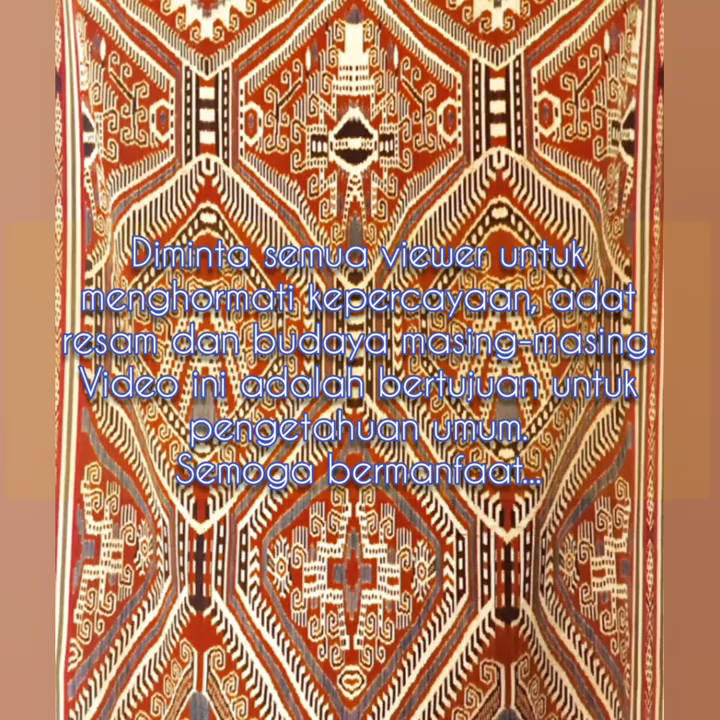 Diminta semua viewer untuk
menghormati kepercayaan, adat
resam dan budaya masing-masing.
Video ini adalah bertujuan untuk
pengetahuan umum.
Semoga bermanfaat...